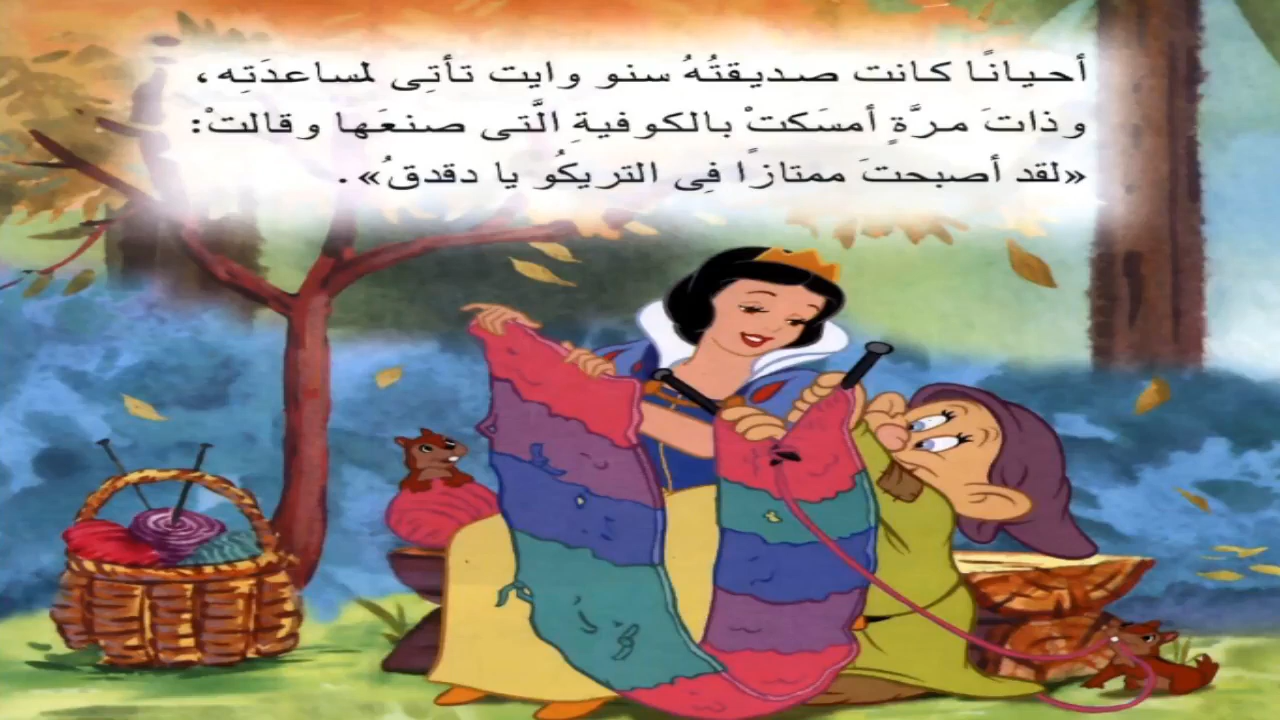 أحيانًا كانت صديقتُهُ سنو وايت تأتِى لمساعدَتِه،
وذاتَ مرَّةٍ أمسَكتْ بالكوفيةِ الَّتى صنعَها وقالتْ:
«لقد أصبحتَ ممتازًا فِى التريكُو يا دقدقُ».